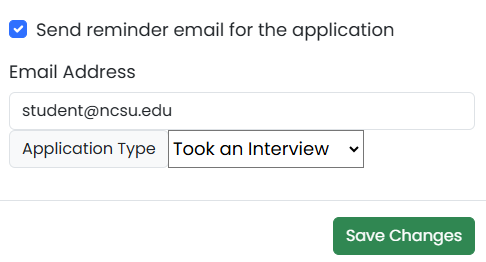 Send reminder email for the application
Email Address
student@ncsu.edu
Application Type Took an Interview
Save Changes